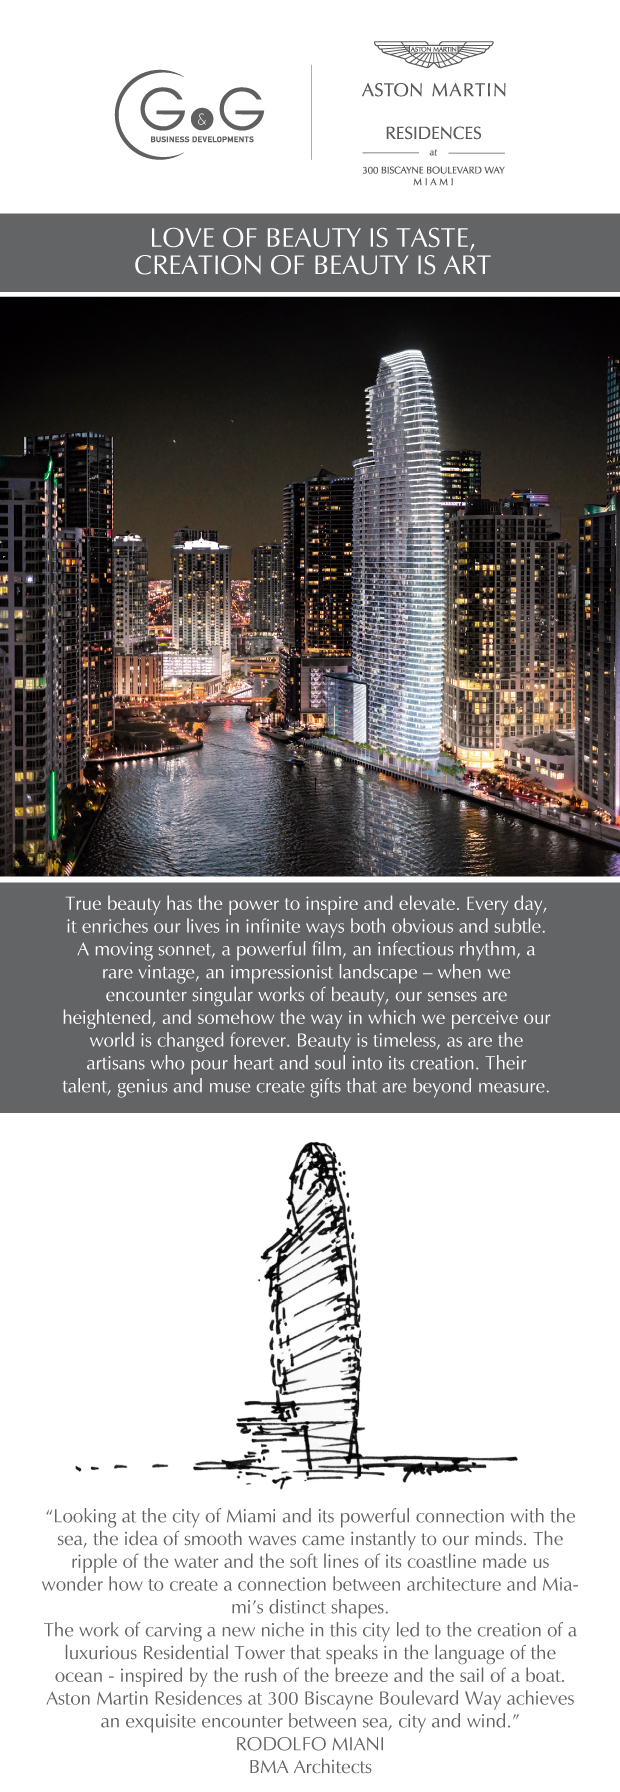 G&G
BUSINESS DEVELOPMENTS
ASTON MARTIN
ASTON MARTIN
RESIDENCES
at
300 BISCAYNE BOULEVARD WAY
MIAMI
LOVE OF BEAUTY IS TASTE,
CREATION OF BEAUTY IS ART
True beauty has the power to inspire and elevate. Every day,
it enriches our lives in infinite ways both obvious and subtle.
A moving sonnet, a powerful film, an infectious rhythm, a
rare vintage, an impressionist landscape – when we
encounter singular works of beauty, our senses are
heightened, and somehow the way in which we perceive our
world is changed forever. Beauty is timeless, as are the
artisans who pour heart and soul into its creation. Their
talent, genius and muse create gifts that are beyond measure.
“Looking at the city of Miami and its powerful connection with the
sea, the idea of smooth waves came instantly to our minds. The
ripple of the water and the soft lines of its coastline made us
wonder how to create a connection between architecture and Mia-
mi’s distinct shapes.
The work of carving a new niche in this city led to the creation of a
luxurious Residential Tower that speaks in the language of the
ocean - inspired by the rush of the breeze and the sail of a boat.
Aston Martin Residences at 300 Biscayne Boulevard Way achieves
an exquisite encounter between sea, city and wind.”
RODOLFO MIANI
BMA Architects